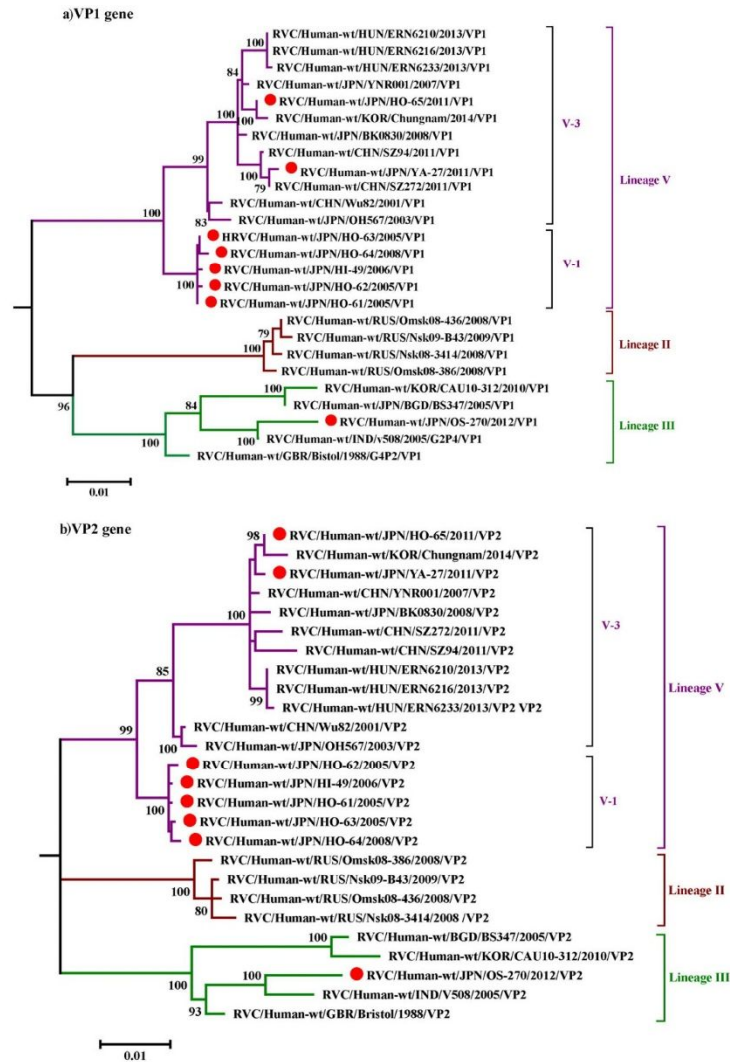 a)VP1 gene
RVC/Human-wt/HUN/ERN6210/2013/VP1
100
RVC/Human-wt/HUN/ERN6216/2013/VP1
RVC/Human-wt/HUN/ERN6233/2013/VP1
84
RVC/Human-wt/JPN/YNR001/2007/VP1
RVC/Human-wt/JPN/HO-65/2011/VP1
100
100
RVC/Human-wt/KOR/Chungnam/2014/VP1
V-3
RVC/Human-wt/JPN/BK0830/2008/VP1
RVC/Human-wt/CHN/SZ94/2011/VP1
99
RVC/Human-wt/JPN/YA-27/2011/VP1
100
79
RVC/Human-wt/CHN/SZ272/2011/VP1
Lineage V
RVC/Human-wt/CHN/Wu82/2001/VP1
100
83
RVC/Human-wt/JPN/OH567/2003/VP1
HRVC/Human-wt/JPN/HO-63/2005/VP1
RVC/Human-wt/JPN/HO-64/2008/VP1
V-1
RVC/Human-wt/JPN/HI-49/2006/VP1
100
RVC/Human-wt/JPN/HO-62/2005/VP1
RVC/Human-wt/JPN/HO-61/2005/VP1
RVC/Human-wt/RUS/Omsk08-436/2008/VP1
79
RVC/Human-wt/RUS/Nsk09-B43/2009/VP1
Lineage II
100
RVC/Human-wt/RUS/Nsk08-3414/2008/VP1
RVC/Human-wt/RUS/Omsk08-386/2008/VP1
96
RVC/Human-wt/KOR/CAU10-312/2010/VP1
100
84
RVC/Human-wt/JPN/BGD/BS347/2005/VP1
RVC/Human-wt/JPN/OS-270/2012/VP1
Lineage III
100
100
RVC/Human-wt/IND/v508/2005/G2P4/VP1
RVC/Human-wt/GBR/Bistol/1988/G4P2/VP1
0.01
b)VP2 gene
98
RVC/Human-wt/JPN/HO-65/2011/VP2
RVC/Human-wt/KOR/Chungnam/2014/VP2
RVC/Human-wt/JPN/YA-27/2011/VP2
RVC/Human-wt/CHN/YNR001/2007/VP2
100
RVC/Human-wt/JPN/BK0830/2008/VP2
V-3
RVC/Human-wt/CHN/SZ272/2011/VP2
RVC/Human-wt/CHN/SZ94/2011/VP2
85
RVC/Human-wt/HUN/ERN6210/2013/VP2
RVC/Human-wt/HUN/ERN6216/2013/VP2
Lineage V
99
RVC/Human-wt/HUN/ERN6233/2013/VP2 VP2
99
RVC/Human-wt/CHN/Wu82/2001/VP2
100
RVC/Human-wt/JPN/OH567/2003/VP2
RVC/Human-wt/JPN/HO-62/2005/VP2
RVC/Human-wt/JPN/HI-49/2006/VP2
V-1
100
RVC/Human-wt/JPN/HO-61/2005/VP2
RVC/Human-wt/JPN/HO-63/2005/VP2
RVC/Human-wt/JPN/HO-64/2008/VP2
RVC/Human-wt/RUS/Omsk08-386/2008/VP2
100
RVC/Human-wt/RUS/Nsk09-B43/2009/VP2
Lineage II
RVC/Human-wt/RUS/Omsk08-436/2008/VP2
80
RVC/Human-wt/RUS/Nsk08-3414/2008 /VP2
RVC/Human-wt/BGD/BS347/2005/VP2
100
RVC/Human-wt/KOR/CAU10-312/2010/VP2
100
100
RVC/Human-wt/JPN/OS-270/2012/VP2
Lineage III
RVC/Human-wt/IND/V508/2005/VP2
93
RVC/Human-wt/GBR/Bristol/1988/VP2
0.01